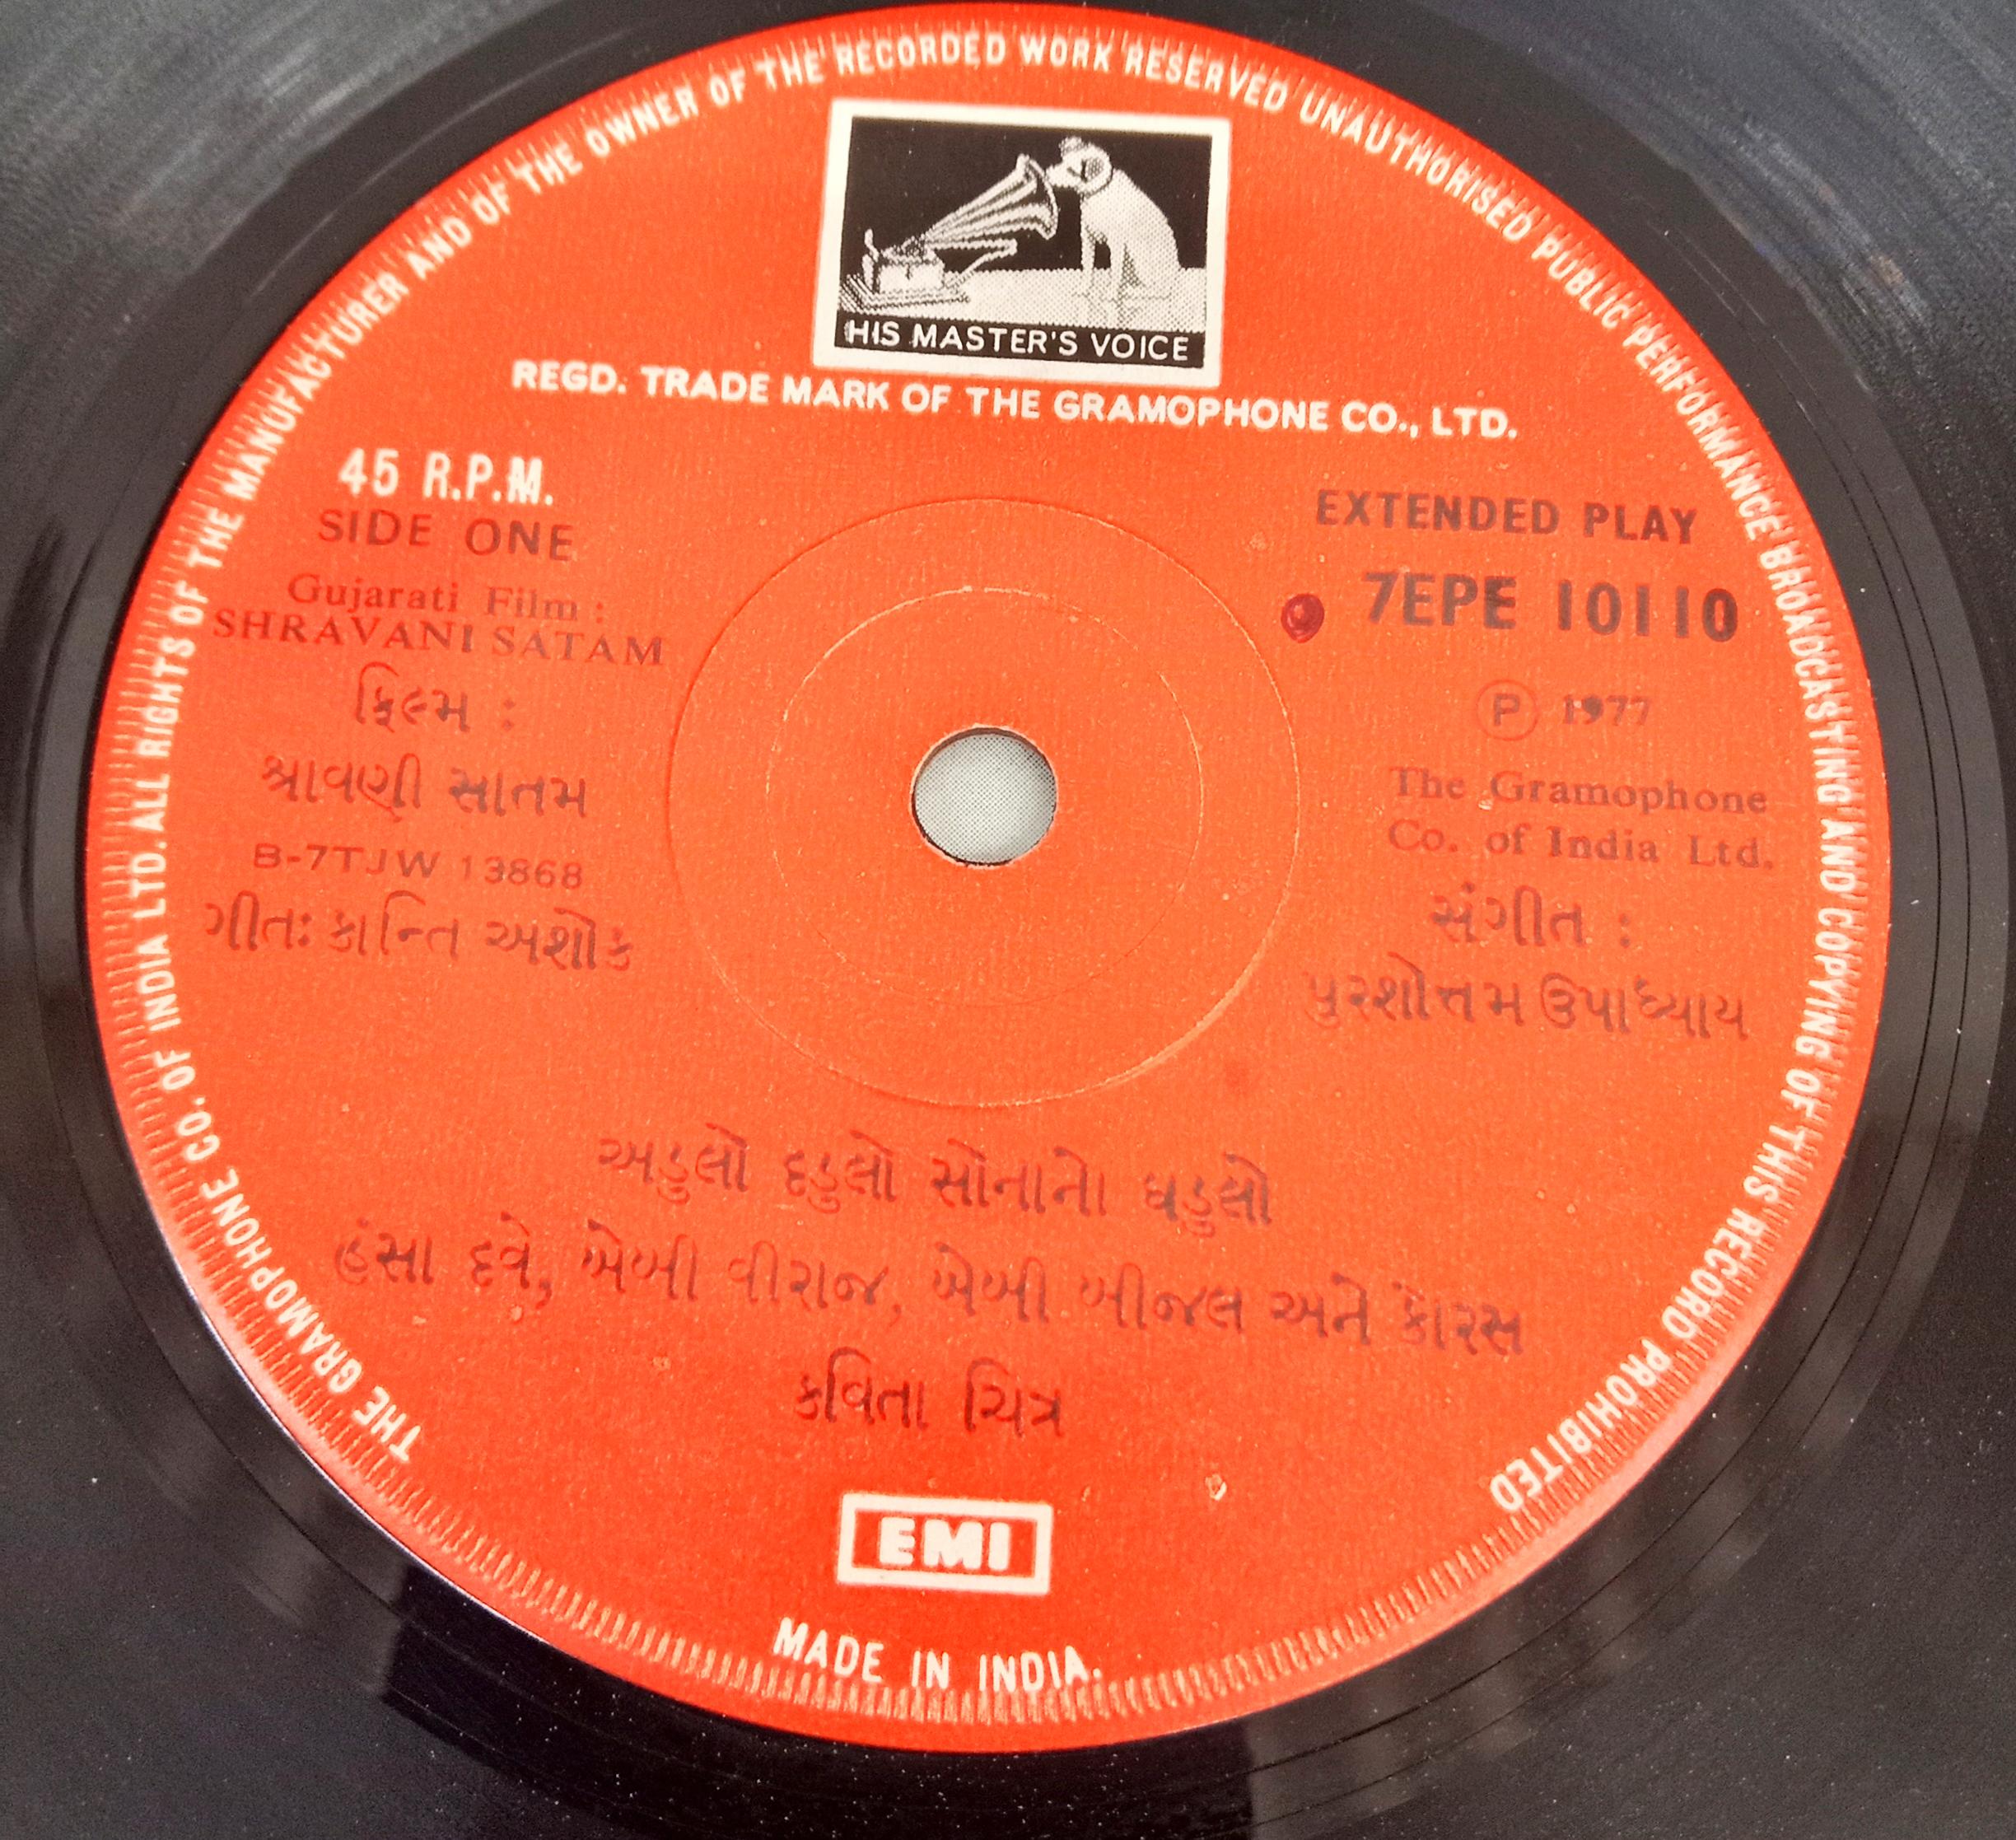 THE GRAMOPHONE CO. OF INDIA LTD. ALL RIGHTS OF THE MANUFACTURER AND OF THE OWNER OF THE RECORDED WORK RESERVED UNAUTHORISED PUBLIC PERFORMANCE BROADCASTING AND COPYING OF THIS RECORD PROHIBITED
HIS MASTER'S VOICE
REGD. TRADE MARK OF THE GRAMOPHONE CO., LTD.
45 R.P.M.
SIDE ONE
Gujarati Film :
SHRAVANI SATAM
ફિલ્મ :
શ્રાવણી સાતમ
B-7TJW 13868
ગીતઃ કાન્તિ અશોક
EXTENDED PLAY
7EPE 10110
Ⓟ 1977
The Gramophone
Co. of India Ltd.
સંગીત :
પુરશોત્તમ ઉપાધ્યાય
અડુલો દડુલો સોનાનો ઘડુલો
હંસા દવે, બેબી વીરાજ, બેબી બીજલ અને કોરસ
કવિતા ચિત્ર
EMI
MADE IN INDIA.